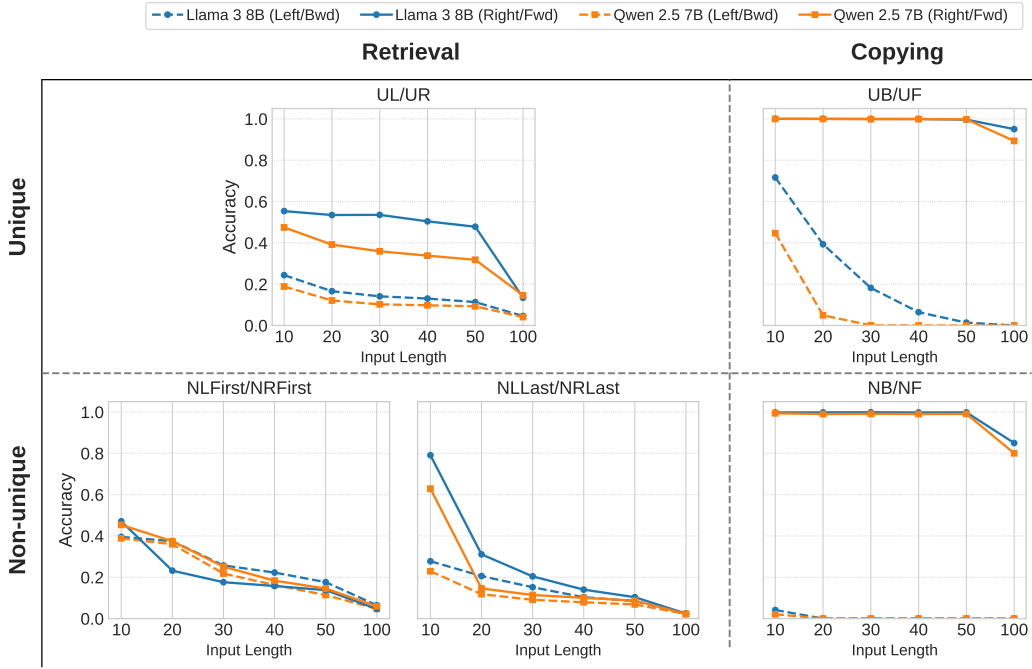 Llama 3 8B (Left/Bwd) Llama 3 8B (Right/Fwd) Qwen 2.5 7B (Left/Bwd) Qwen 2.5 7B (Right/Fwd)
Retrieval Copying
Unique
UL/UR
Accuracy
1.0
0.8
0.6
0.4
0.2
0.0
10 20 30 40 50 100
Input Length
UB/UF
10 20 30 40 50 100
Input Length
Non-unique
NLFirst/NRFirst
Accuracy
1.0
0.8
0.6
0.4
0.2
0.0
10 20 30 40 50 100
Input Length
NLLast/NRLast
10 20 30 40 50 100
Input Length
NB/NF
10 20 30 40 50 100
Input Length